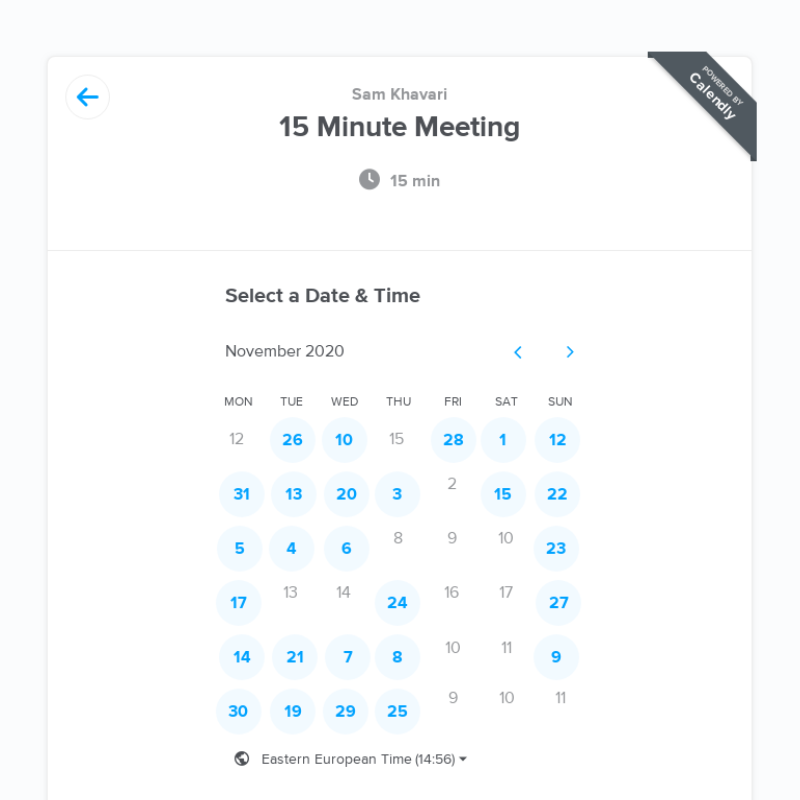 POWERED BY
Calendly
Sam Khavari
15 Minute Meeting
15 min
Select a Date & Time
November 2020
MON TUE WED THU FRI SAT SUN
12 26 10 15 28 1 12
31 13 20 3 2 15 22
5 4 6 8 9 10 23
17 13 14 24 16 17 27
14 21 7 8 10 11 9
30 19 29 25 9 10 11
Eastern European Time (14:56)